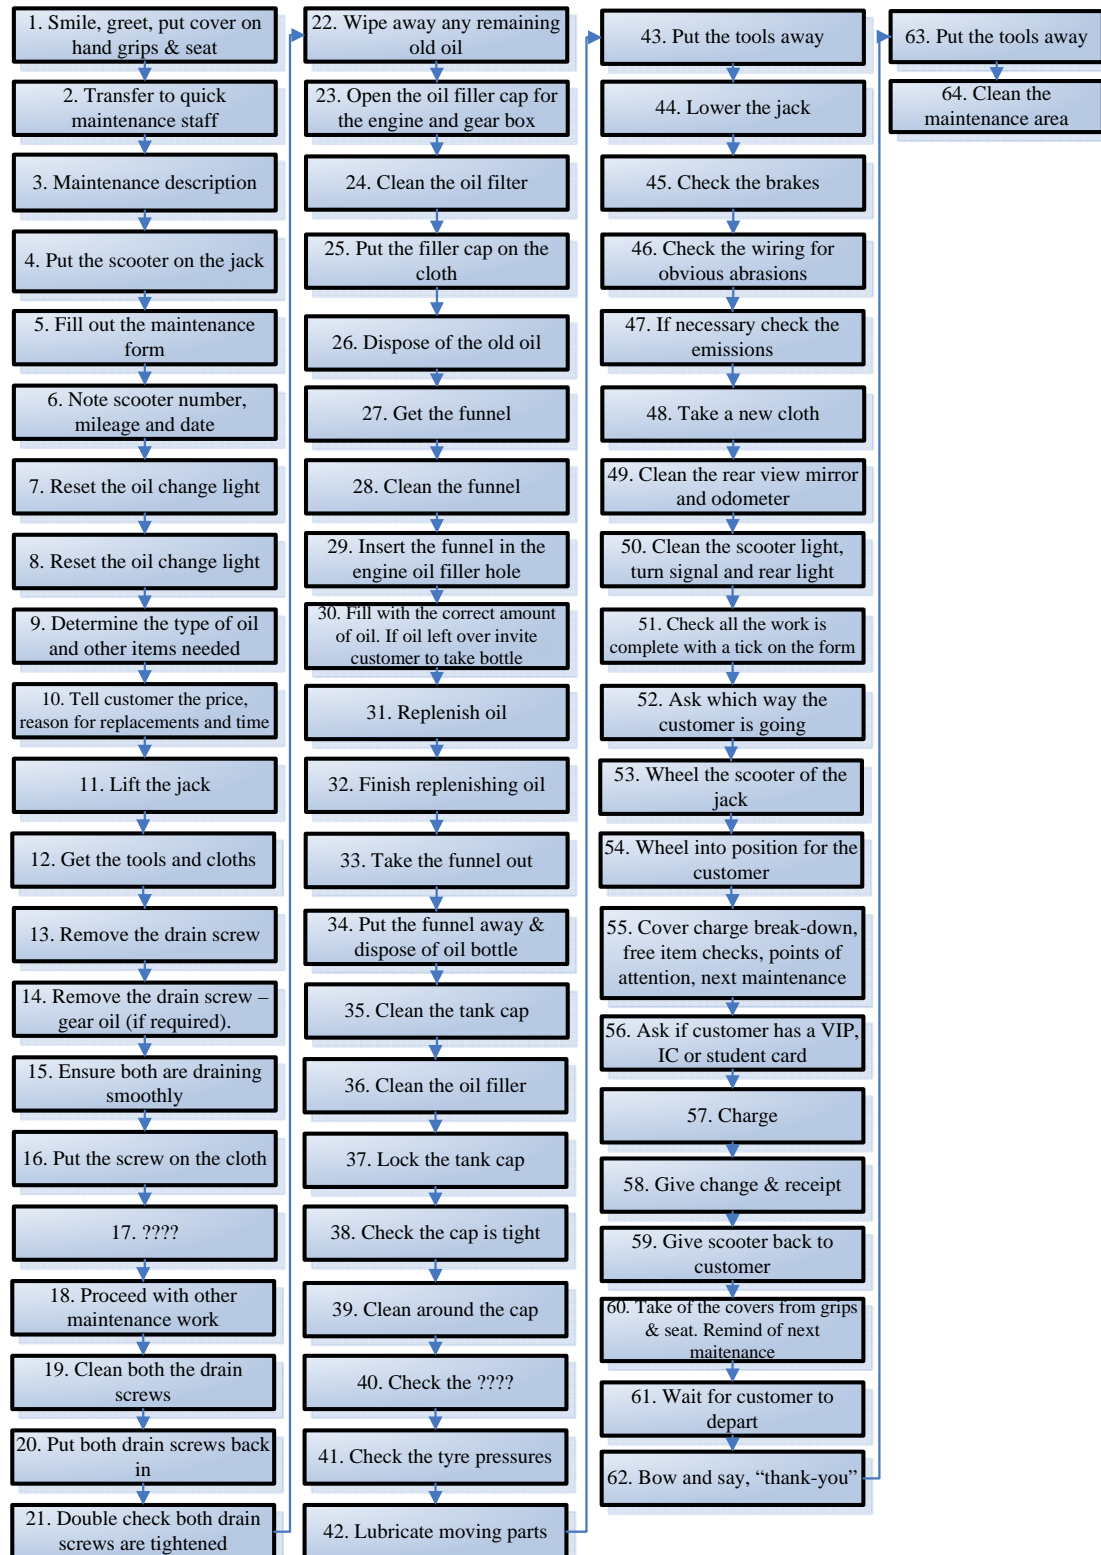 1. Smile, greet, put cover on
hand grips & seat
2. Transfer to quick
maintenance staff
3. Maintenance description
4. Put the scooter on the jack
5. Fill out the maintenance
form
6. Note scooter number,
mileage and date
7. Reset the oil change light
8. Reset the oil change light
9. Determine the type of oil
and other items needed
10. Tell customer the price,
reason for replacements and time
11. Lift the jack
12. Get the tools and cloths
13. Remove the drain screw
14. Remove the drain screw –
gear oil (if required).
15. Ensure both are draining
smoothly
16. Put the screw on the cloth
17. ????
18. Proceed with other
maintenance work
19. Clean both the drain
screws
20. Put both drain screws back
in
21. Double check both drain
screws are tightened
22. Wipe away any remaining
old oil
23. Open the oil filler cap for
the engine and gear box
24. Clean the oil filter
25. Put the filler cap on the
cloth
26. Dispose of the old oil
27. Get the funnel
28. Clean the funnel
29. Insert the funnel in the
engine oil filler hole
30. Fill with the correct amount
of oil. If oil left over invite
customer to take bottle
31. Replenish oil
32. Finish replenishing oil
33. Take the funnel out
34. Put the funnel away &
dispose of oil bottle
35. Clean the tank cap
36. Clean the oil filler
37. Lock the tank cap
38. Check the cap is tight
39. Clean around the cap
40. Check the ????
41. Check the tyre pressures
42. Lubricate moving parts
43. Put the tools away
44. Lower the jack
45. Check the brakes
46. Check the wiring for
obvious abrasions
47. If necessary check the
emissions
48. Take a new cloth
49. Clean the rear view mirror
and odometer
50. Clean the scooter light,
turn signal and rear light
51. Check all the work is
complete with a tick on the form
52. Ask which way the
customer is going
53. Wheel the scooter of the
jack
54. Wheel into position for the
customer
55. Cover charge break-down,
free item checks, points of
attention, next maintenance
56. Ask if customer has a VIP,
IC or student card
57. Charge
58. Give change & receipt
59. Give scooter back to
customer
60. Take of the covers from grips
& seat. Remind of next
maitenance
61. Wait for customer to
depart
62. Bow and say, “thank-you”
63. Put the tools away
64. Clean the
maintenance area